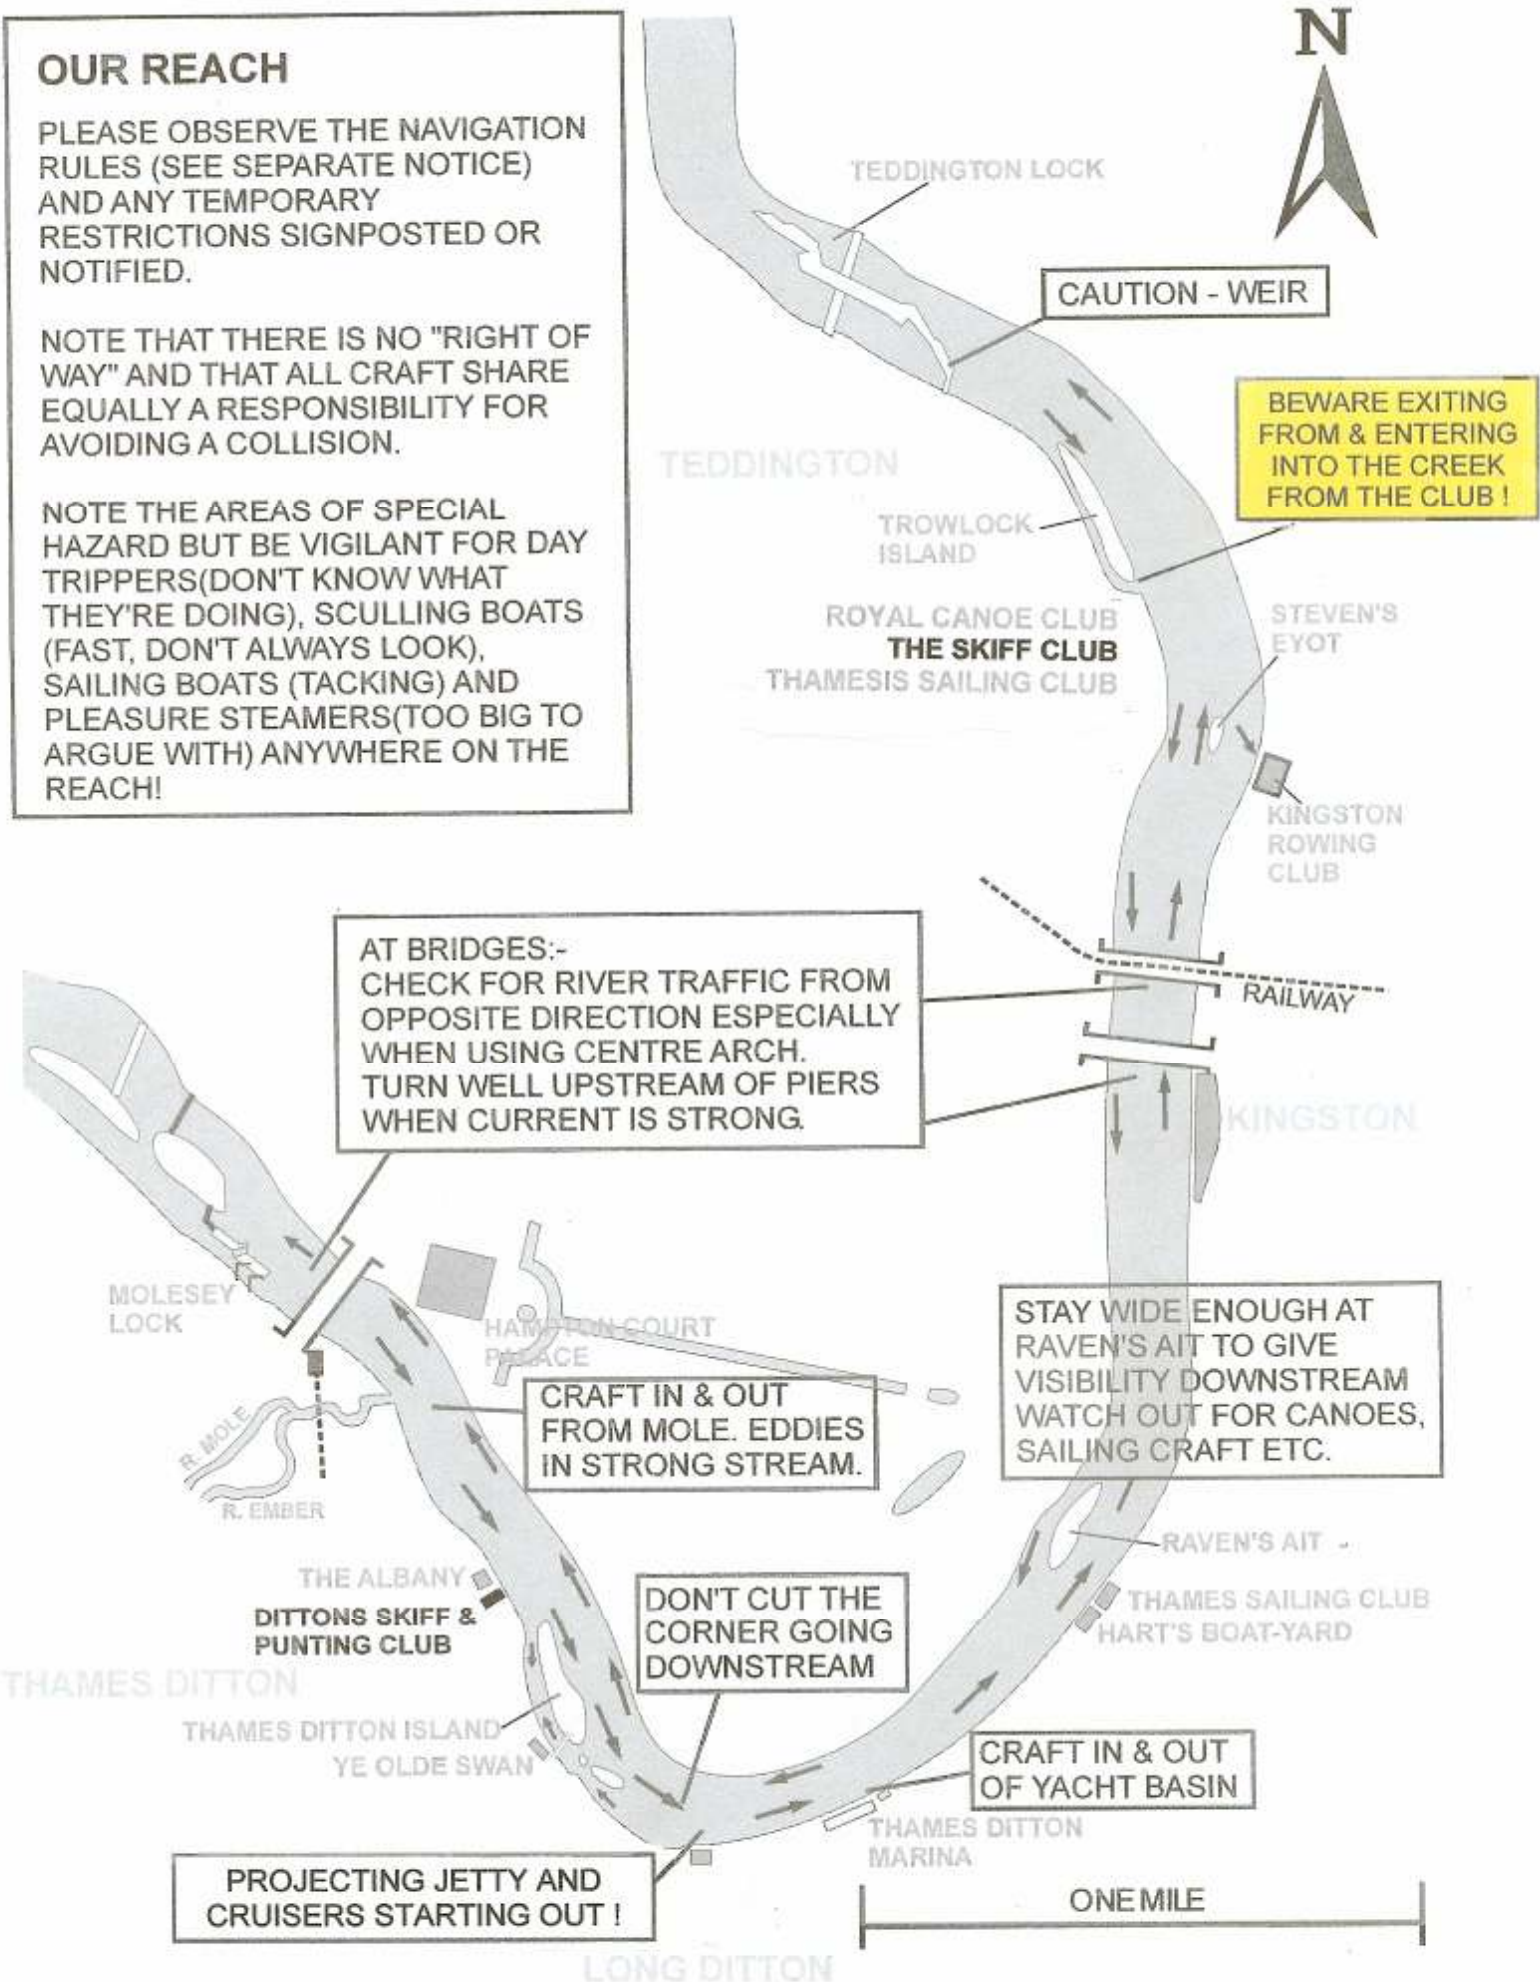 OUR REACH
PLEASE OBSERVE THE NAVIGATION
RULES (SEE SEPARATE NOTICE)
AND ANY TEMPORARY
RESTRICTIONS SIGNPOSTED OR
NOTIFIED.
NOTE THAT THERE IS NO "RIGHT OF
WAY" AND THAT ALL CRAFT SHARE
EQUALLY A RESPONSIBILITY FOR
AVOIDING A COLLISION.
NOTE THE AREAS OF SPECIAL
HAZARD BUT BE VIGILANT FOR DAY
TRIPPERS(DON'T KNOW WHAT
THEY'RE DOING), SCULLING BOATS
(FAST, DON'T ALWAYS LOOK),
SAILING BOATS (TACKING) AND
PLEASURE STEAMERS(TOO BIG TO
ARGUE WITH) ANYWHERE ON THE
REACH!
N
TEDDINGTON LOCK
CAUTION - WEIR
BEWARE EXITING
FROM & ENTERING
INTO THE CREEK
FROM THE CLUB !
TEDDINGTON
TROWLOCK
ISLAND
ROYAL CANOE CLUB
THE SKIFF CLUB
THAMESIS SAILING CLUB
STEVEN'S
EYOT
KINGSTON
ROWING
CLUB
AT BRIDGES:-
CHECK FOR RIVER TRAFFIC FROM
OPPOSITE DIRECTION ESPECIALLY
WHEN USING CENTRE ARCH.
TURN WELL UPSTREAM OF PIERS
WHEN CURRENT IS STRONG.
RAILWAY
KINGSTON
MOLESEY
LOCK
HAMPTON COURT
PALACE
CRAFT IN & OUT
FROM MOLE. EDDIES
IN STRONG STREAM.
STAY WIDE ENOUGH AT
RAVEN'S AIT TO GIVE
VISIBILITY DOWNSTREAM
WATCH OUT FOR CANOES,
SAILING CRAFT ETC.
R. MOLE
R. EMBER
RAVEN'S AIT
THE ALBANY
DITTONS SKIFF &
PUNTING CLUB
DON'T CUT THE
CORNER GOING
DOWNSTREAM
THAMES SAILING CLUB
HART'S BOAT-YARD
THAMES DITTON
THAMES DITTON ISLAND
YE OLDE SWAN
CRAFT IN & OUT
OF YACHT BASIN
THAMES DITTON
MARINA
PROJECTING JETTY AND
CRUISERS STARTING OUT !
ONE MILE
LONG DITTON